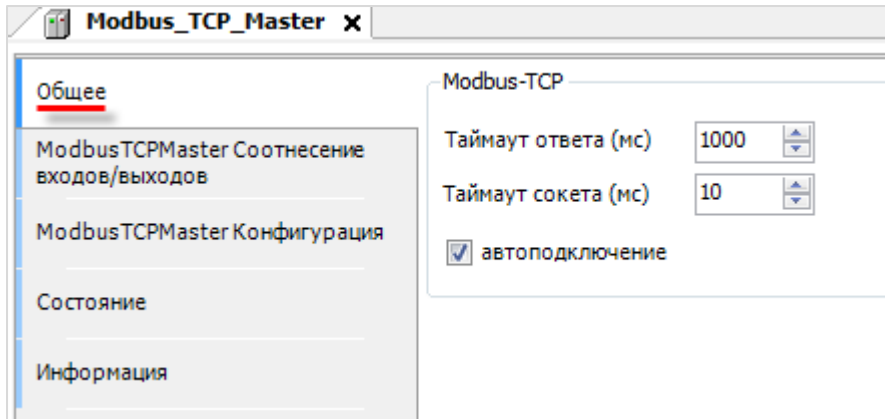 Modbus_TCP_Master
Общее
ModbusTCPMaster Соотнесение
входов/выходов
ModbusTCPMaster Конфигурация
Состояние
Информация
Modbus-TCP
Таймаут ответа (мс) 1000
Таймаут сокета (мс) 10
автоподключение